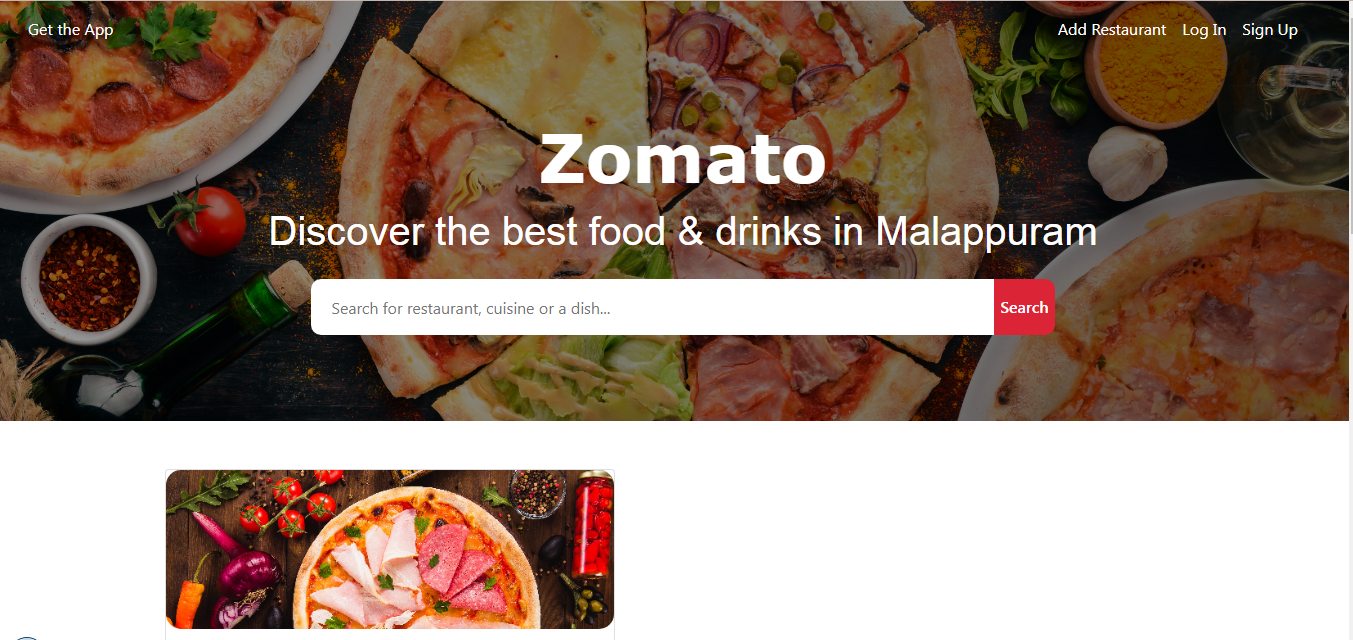 Get the App
Add Restaurant Log In Sign Up
Zomato
Discover the best food & drinks in Malappuram
Search for restaurant, cuisine or a dish... Search